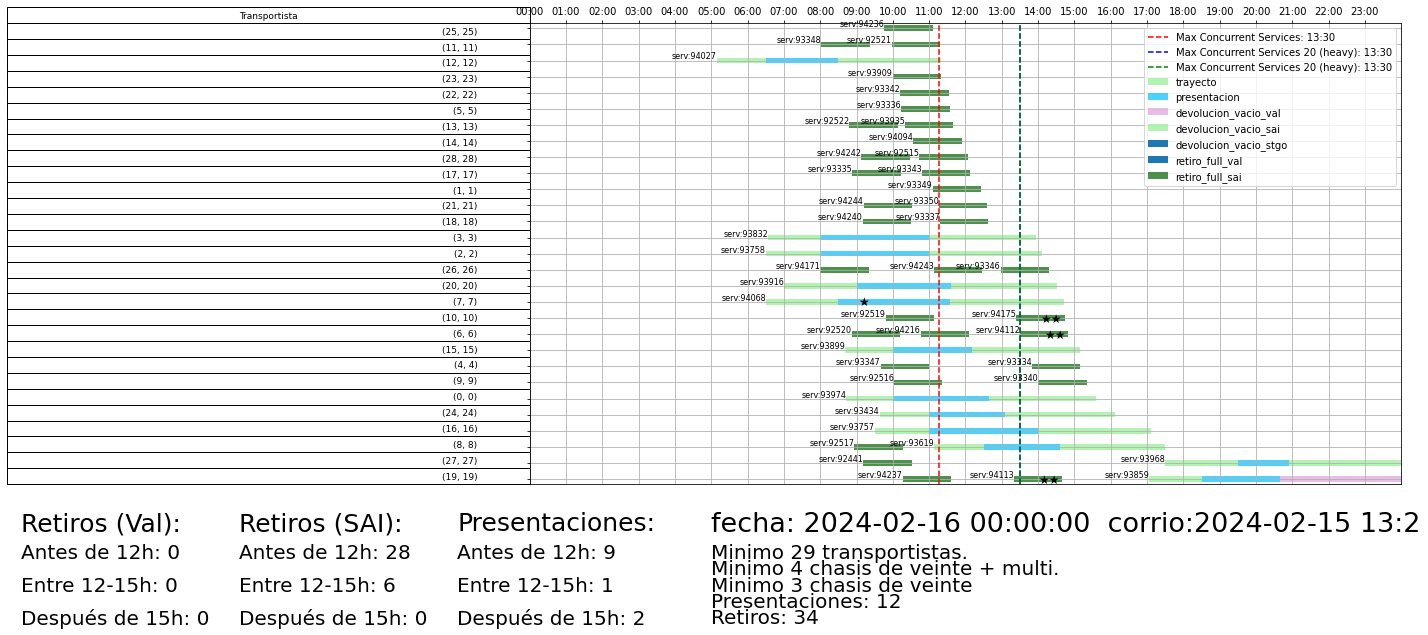 Transportista
00:00 01:00 02:00 03:00 04:00 05:00 06:00 07:00 08:00 09:00 10:00 11:00 12:00 13:00 14:00 15:00 16:00 17:00 18:00 19:00 20:00 21:00 22:00 23:00
(25, 25) serv:94236
(11, 11) serv:93348 serv:92521
(12, 12) serv:94027
(23, 23) serv:93909
(22, 22) serv:93342
(5, 5) serv:93336
(13, 13) serv:92522 serv:93935
(14, 14) serv:94094
(28, 28) serv:94242 serv:92515
(17, 17) serv:93335 serv:93343
(1, 1) serv:93349
(21, 21) serv:94244 serv:93350
(18, 18) serv:94240 serv:93337
(3, 3) serv:93832
(2, 2) serv:93758
(26, 26) serv:94171 serv:94243 serv:93346
(20, 20) serv:93916
(7, 7) serv:94068
(10, 10) serv:92519 serv:94175
(6, 6) serv:92520 serv:94216 serv:94112
(15, 15) serv:93899
(4, 4) serv:93347 serv:93334
(9, 9) serv:92516 serv:93340
(0, 0) serv:93974
(24, 24) serv:93434
(16, 16) serv:93757
(8, 8) serv:92517 serv:93619
(27, 27) serv:92441 serv:93968
(19, 19) serv:94237 serv:94113 serv:93859
Max Concurrent Services: 13:30
Max Concurrent Services 20 (heavy): 13:30
Max Concurrent Services 20 (heavy): 13:30
trayecto
presentacion
devolucion_vacio_val
devolucion_vacio_sai
devolucion_vacio_stgo
retiro_full_val
retiro_full_sai
Retiros (Val):
Antes de 12h: 0
Entre 12-15h: 0
Después de 15h: 0
Retiros (SAI):
Antes de 12h: 28
Entre 12-15h: 6
Después de 15h: 0
Presentaciones:
Antes de 12h: 9
Entre 12-15h: 1
Después de 15h: 2
fecha: 2024-02-16 00:00:00 corrio:2024-02-15 13:2
Minimo 29 transportistas.
Minimo 4 chasis de veinte + multi.
Minimo 3 chasis de veinte
Presentaciones: 12
Retiros: 34